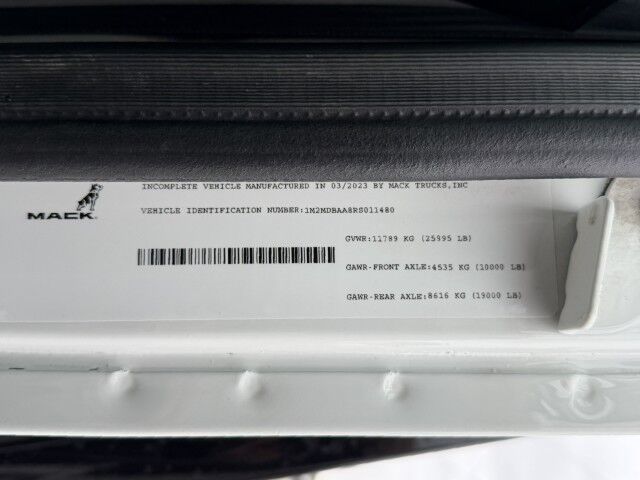 INCOMPLETE VEHICLE MANUFACTURED IN 03/2023 BY MACK TRUCKS,INC
MACK
VEHICLE IDENTIFICATION NUMBER:1M2MDBAA8RS011480
GVWR:11789 KG (25995 LB)
GAWR-FRONT AXLE:4535 KG (10000 LB)
GAWR-REAR AXLE:8616 KG (19000 LB)